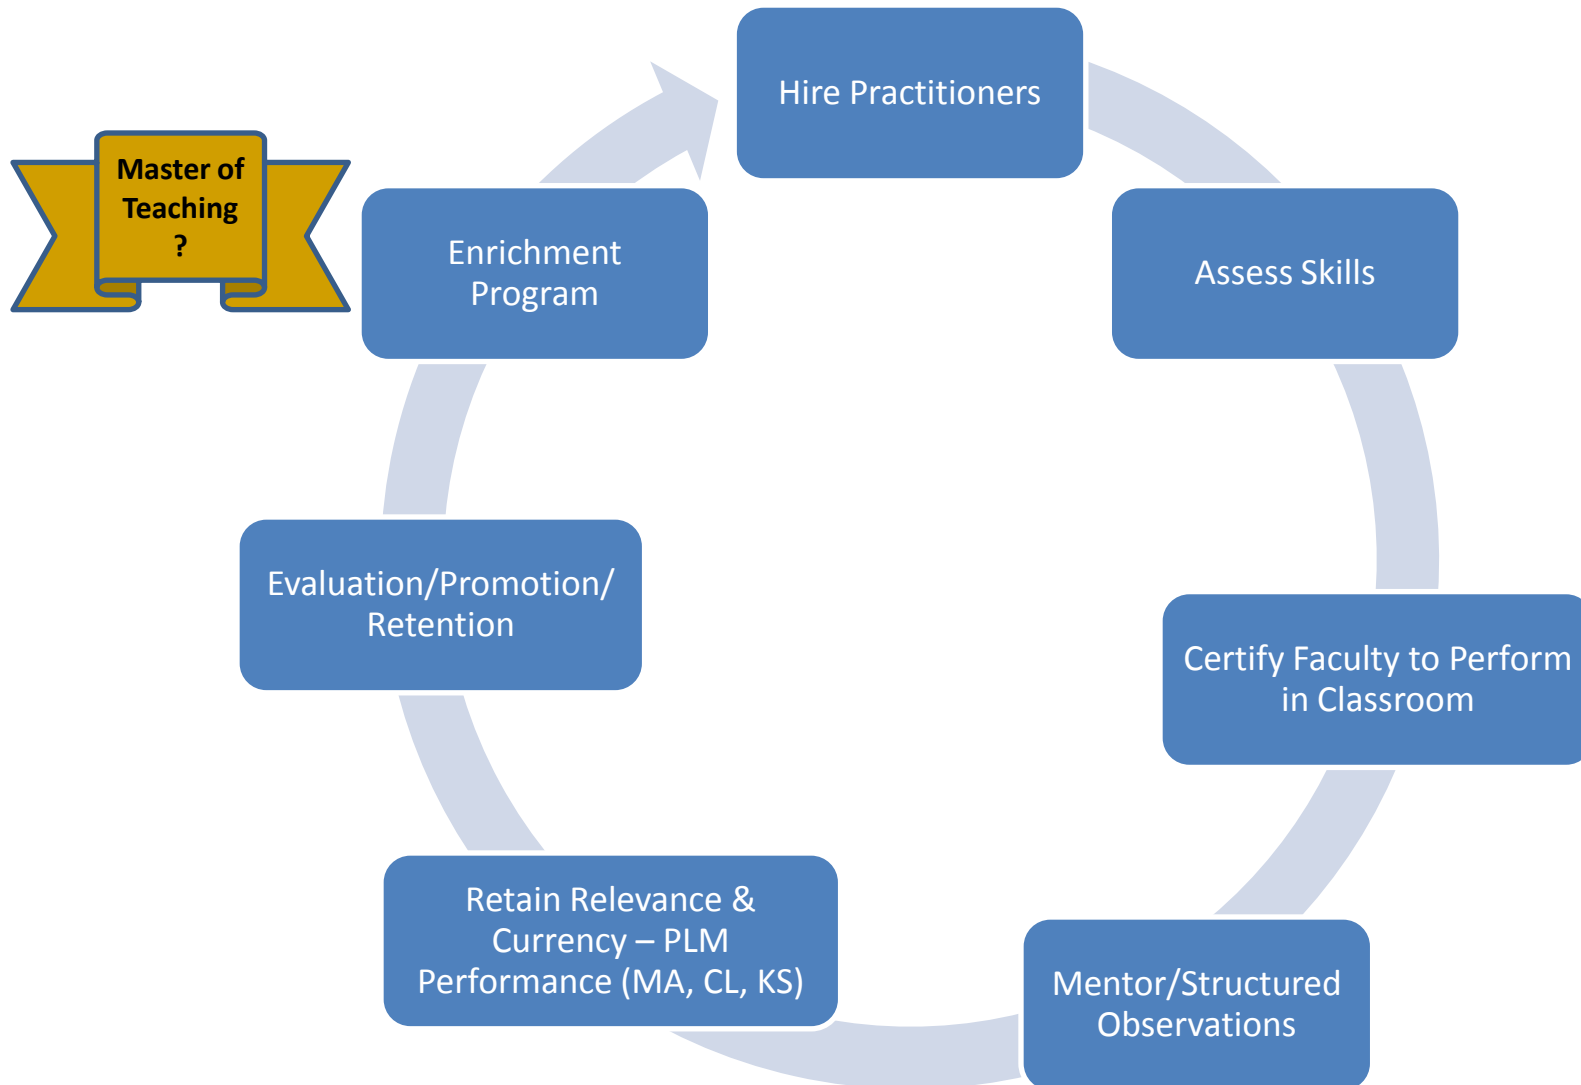 Hire Practitioners
Assess Skills
Certify Faculty to Perform
in Classroom
Mentor/Structured
Observations
Retain Relevance &
Currency – PLM
Performance (MA, CL, KS)
Evaluation/Promotion/
Retention
Enrichment
Program
Master of
Teaching
?